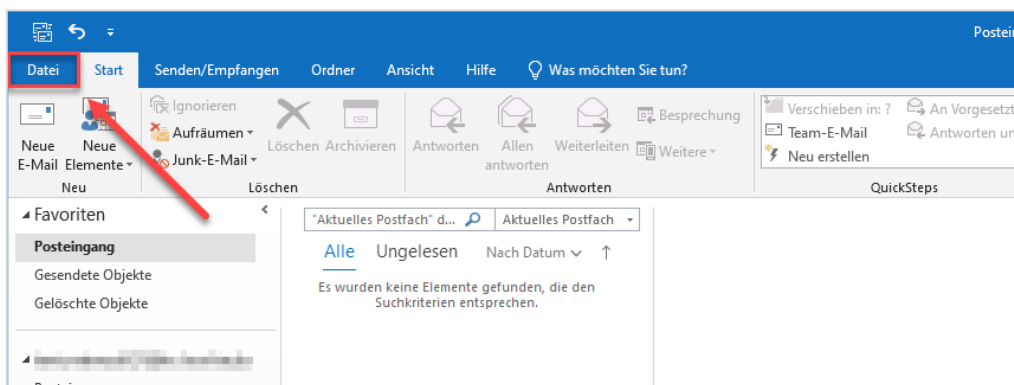 Postei
Datei Start Senden/Empfangen Ordner Ansicht Hilfe Was möchten Sie tun?
Neue E-Mail
Neue Elemente
Neu
Ignorieren
Aufräumen
Junk-E-Mail
Löschen Archivieren
Löschen
Antworten
Allen antworten
Weiterleiten
Besprechung
Weitere
Antworten
Verschieben in: ?
Team-E-Mail
Neu erstellen
An Vorgesetzt
Antworten un
QuickSteps
Favoriten
Posteingang
Gesendete Objekte
Gelöschte Objekte
"Aktuelles Postfach" d... Aktuelles Postfach
Alle Ungelesen Nach Datum
Es wurden keine Elemente gefunden, die den
Suchkriterien entsprechen.